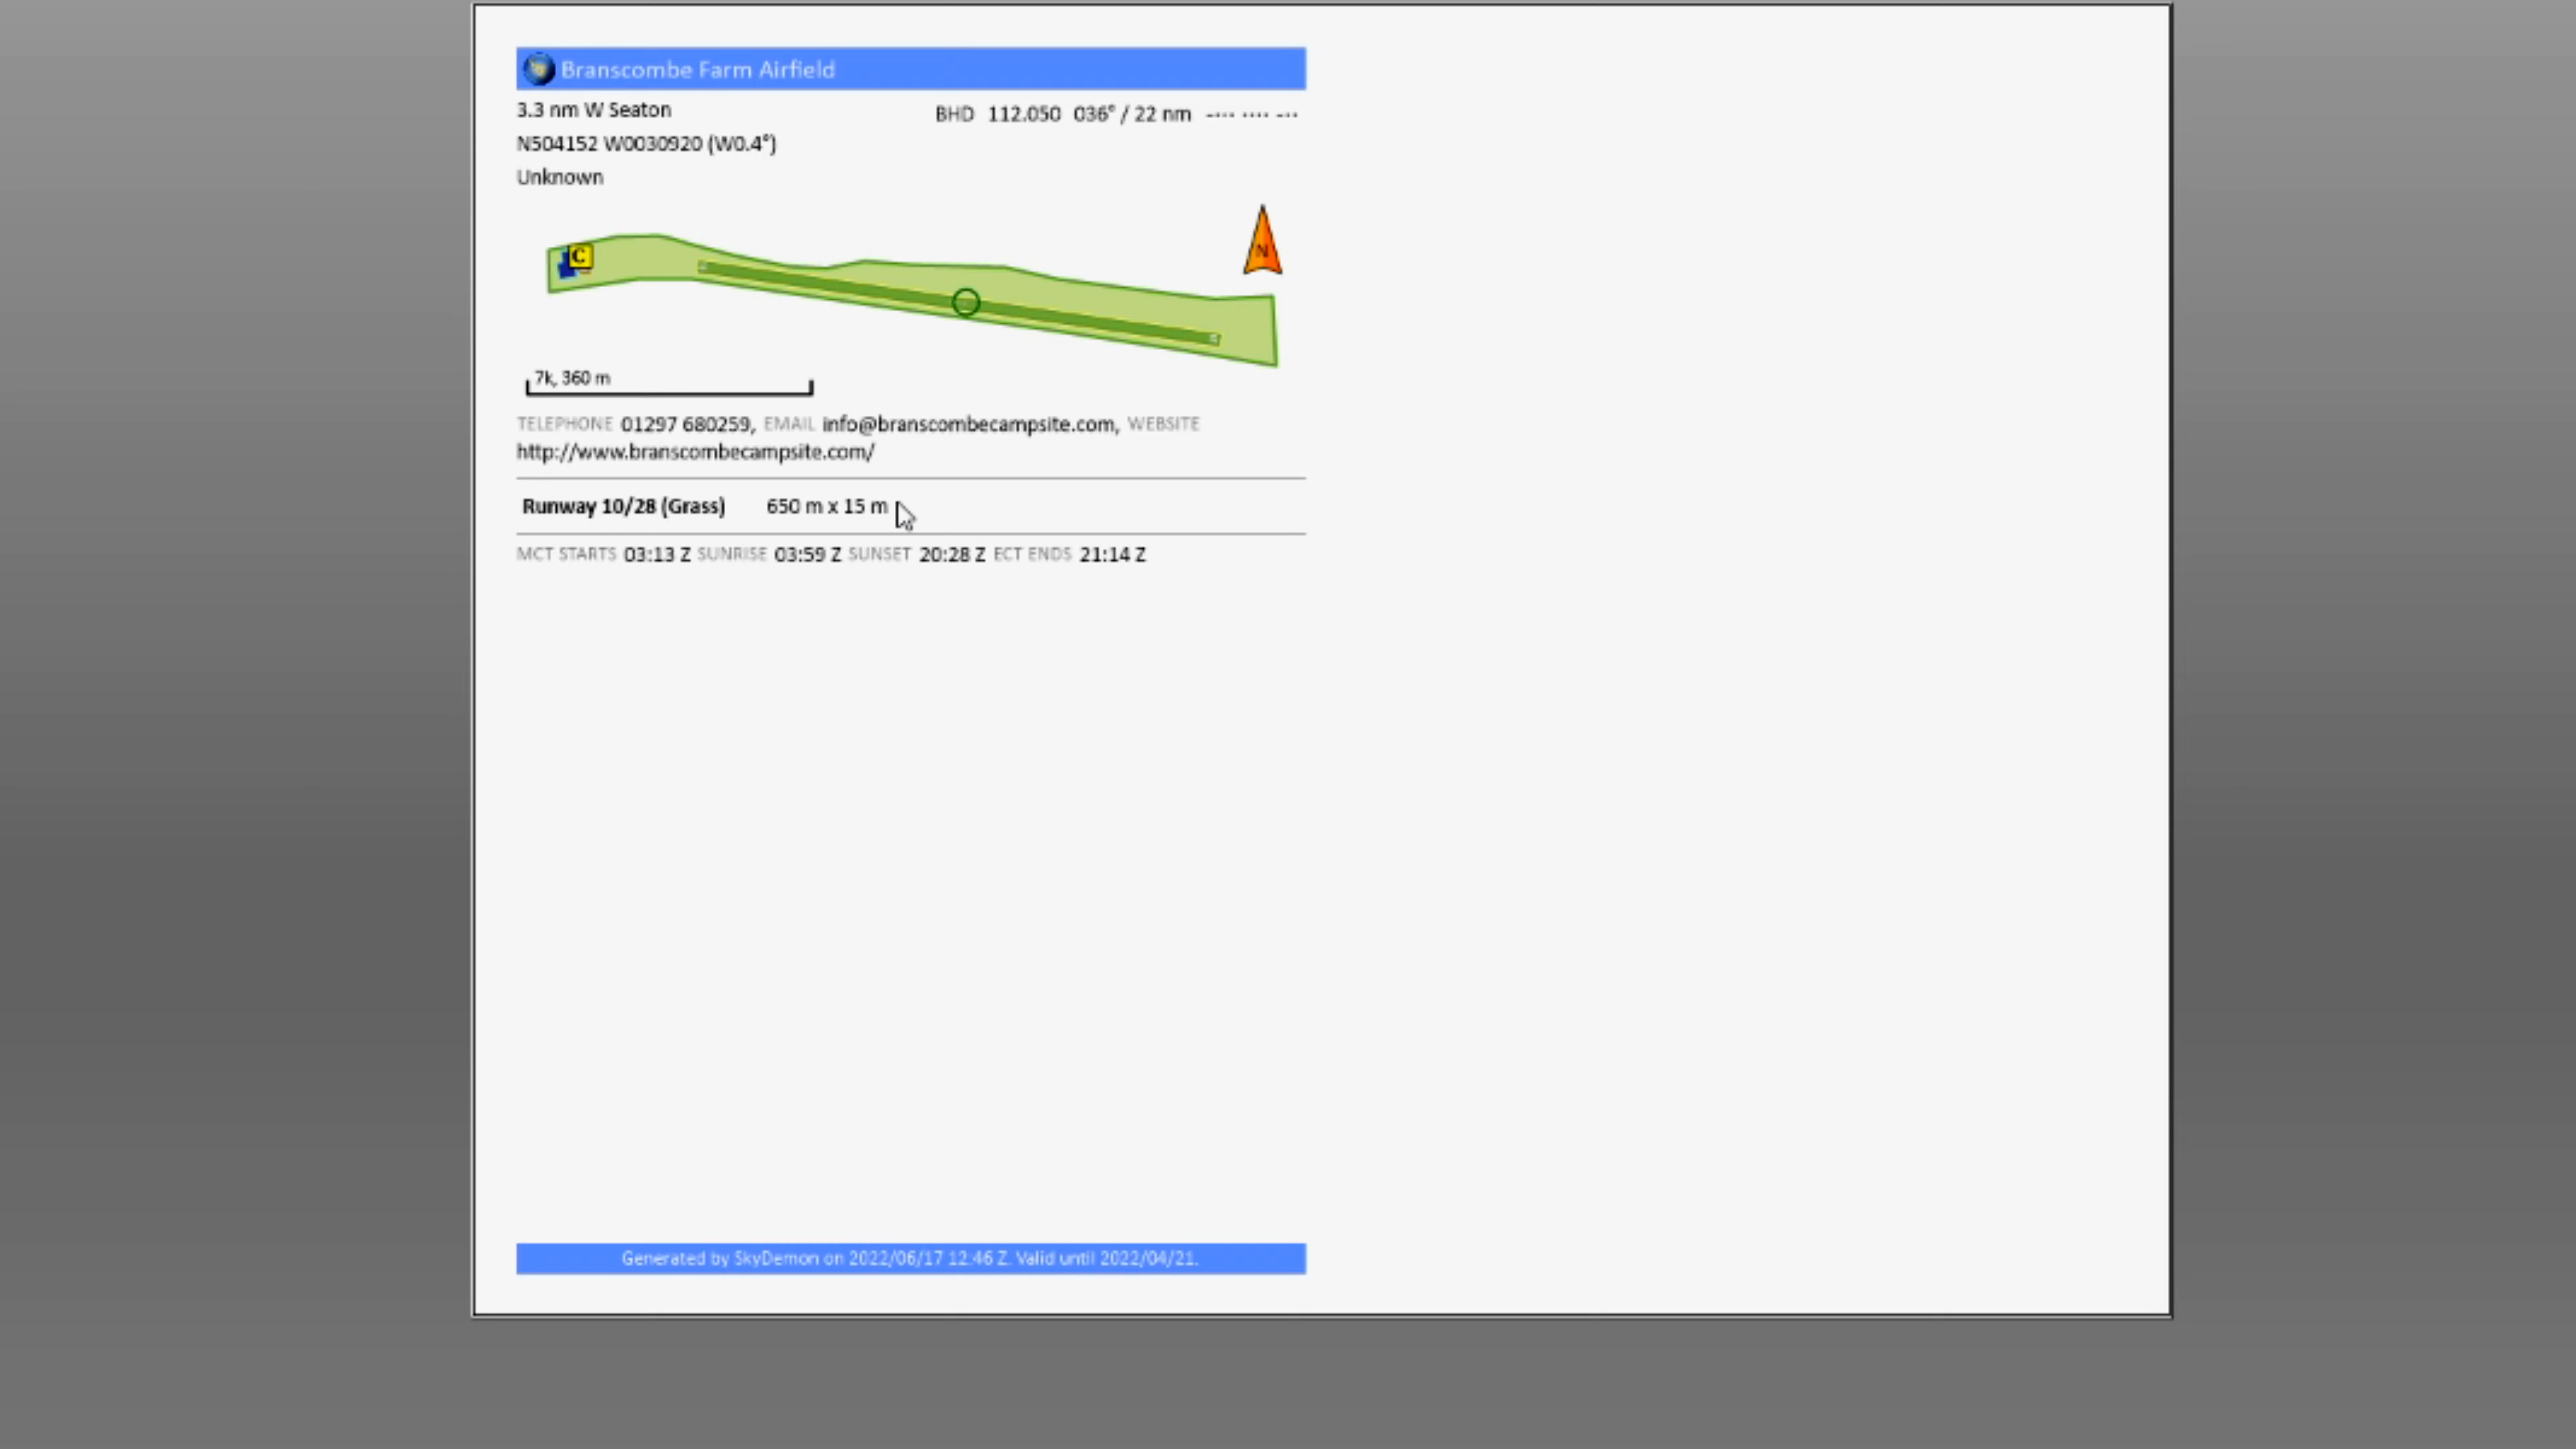 Branscombe Farm Airfield
3.3 nm W Seaton
BHD 112.050 036° / 22 nm -... .... -..
N504152 W0030920 (W0.4°)
Unknown
N
C
7k, 360 m
TELEPHONE 01297 680259, EMAIL info@branscombecampsite.com, WEBSITE
http://www.branscombecampsite.com/
Runway 10/28 (Grass) 650 m x 15 m
MCT STARTS 03:13 Z SUNRISE 03:59 Z SUNSET 20:28 Z ECT ENDS 21:14 Z
Generated by SkyDemon on 2022/06/17 12:46 Z. Valid until 2022/04/21.